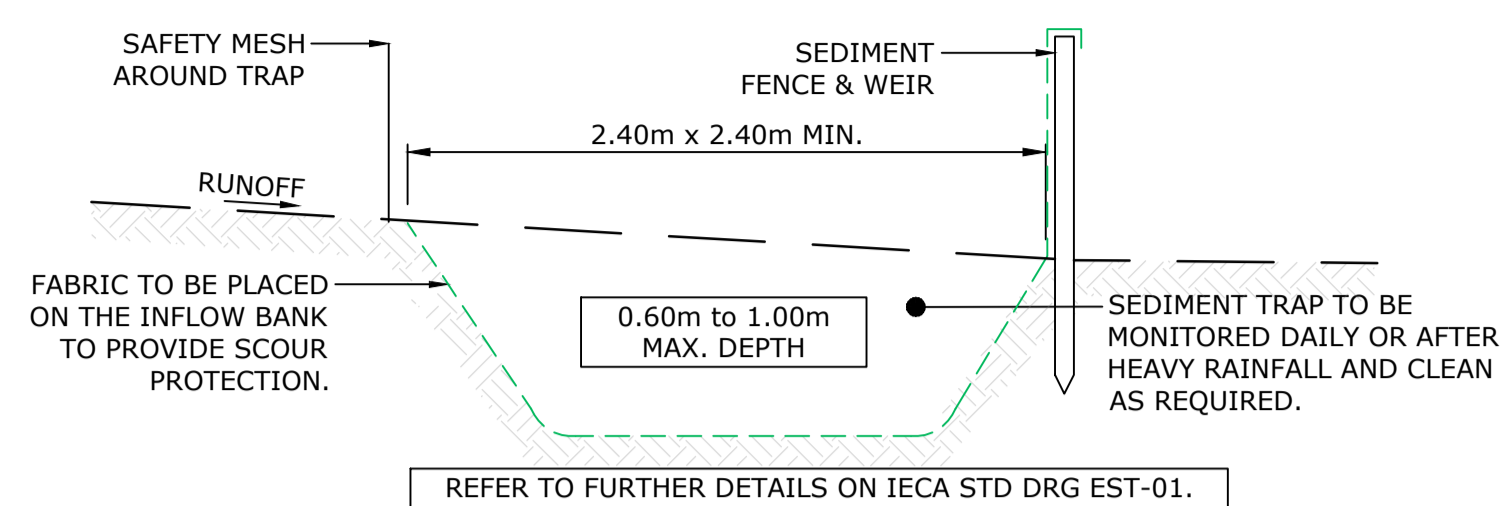 SAFETY MESH
AROUND TRAP
SEDIMENT
FENCE & WEIR
2.40m x 2.40m MIN.
RUNOFF
FABRIC TO BE PLACED
ON THE INFLOW BANK
TO PROVIDE SCOUR
PROTECTION.
0.60m to 1.00m
MAX. DEPTH
SEDIMENT TRAP TO BE
MONITORED DAILY OR AFTER
HEAVY RAINFALL AND CLEAN
AS REQUIRED.
REFER TO FURTHER DETAILS ON IECA STD DRG EST-01.